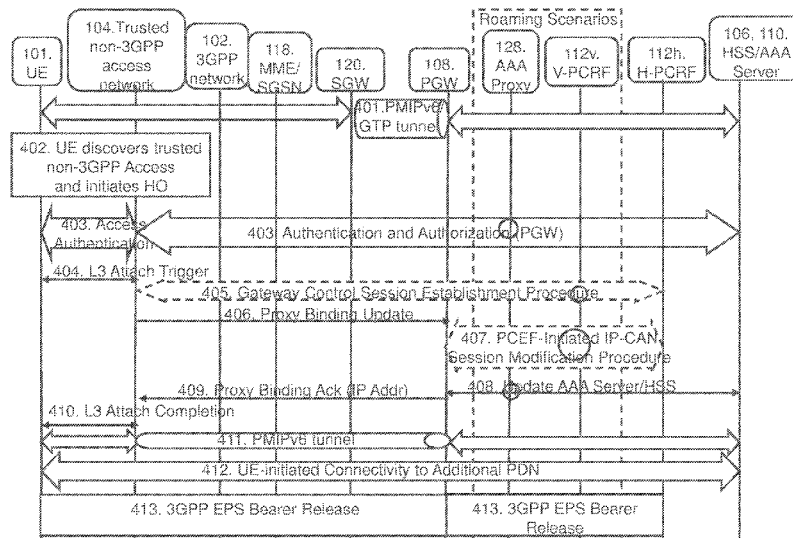 Roaming Scenarios
101.
UE
104.Trusted
non-3GPP
access
network
102.
3GPP
network
118.
MME/
SGSN
120.
SGW
108.
PGW
128.
AAA
Proxy
112v.
V-PCRF
112h.
H-PCRF
106, 110.
HSS/AAA
Server
401.PMIPv6/
GTP tunnel
402. UE discovers trusted
non-3GPP Access
and initiates HO
403. Access
Authentication
403. Authentication and Authorization (PGW)
404. L3 Attach Trigger
405. Gateway Control Session Establishment Procedure
406. Proxy Binding Update
407. PCEF-Initiated IP-CAN
Session Modification Procedure
409. Proxy Binding Ack (IP Addr)
408. Update AAA Server/HSS
410. L3 Attach Completion
411. PMIPv6 tunnel
412. UE-initiated Connectivity to Additional PDN
413. 3GPP EPS Bearer Release
413. 3GPP EPS Bearer
Release